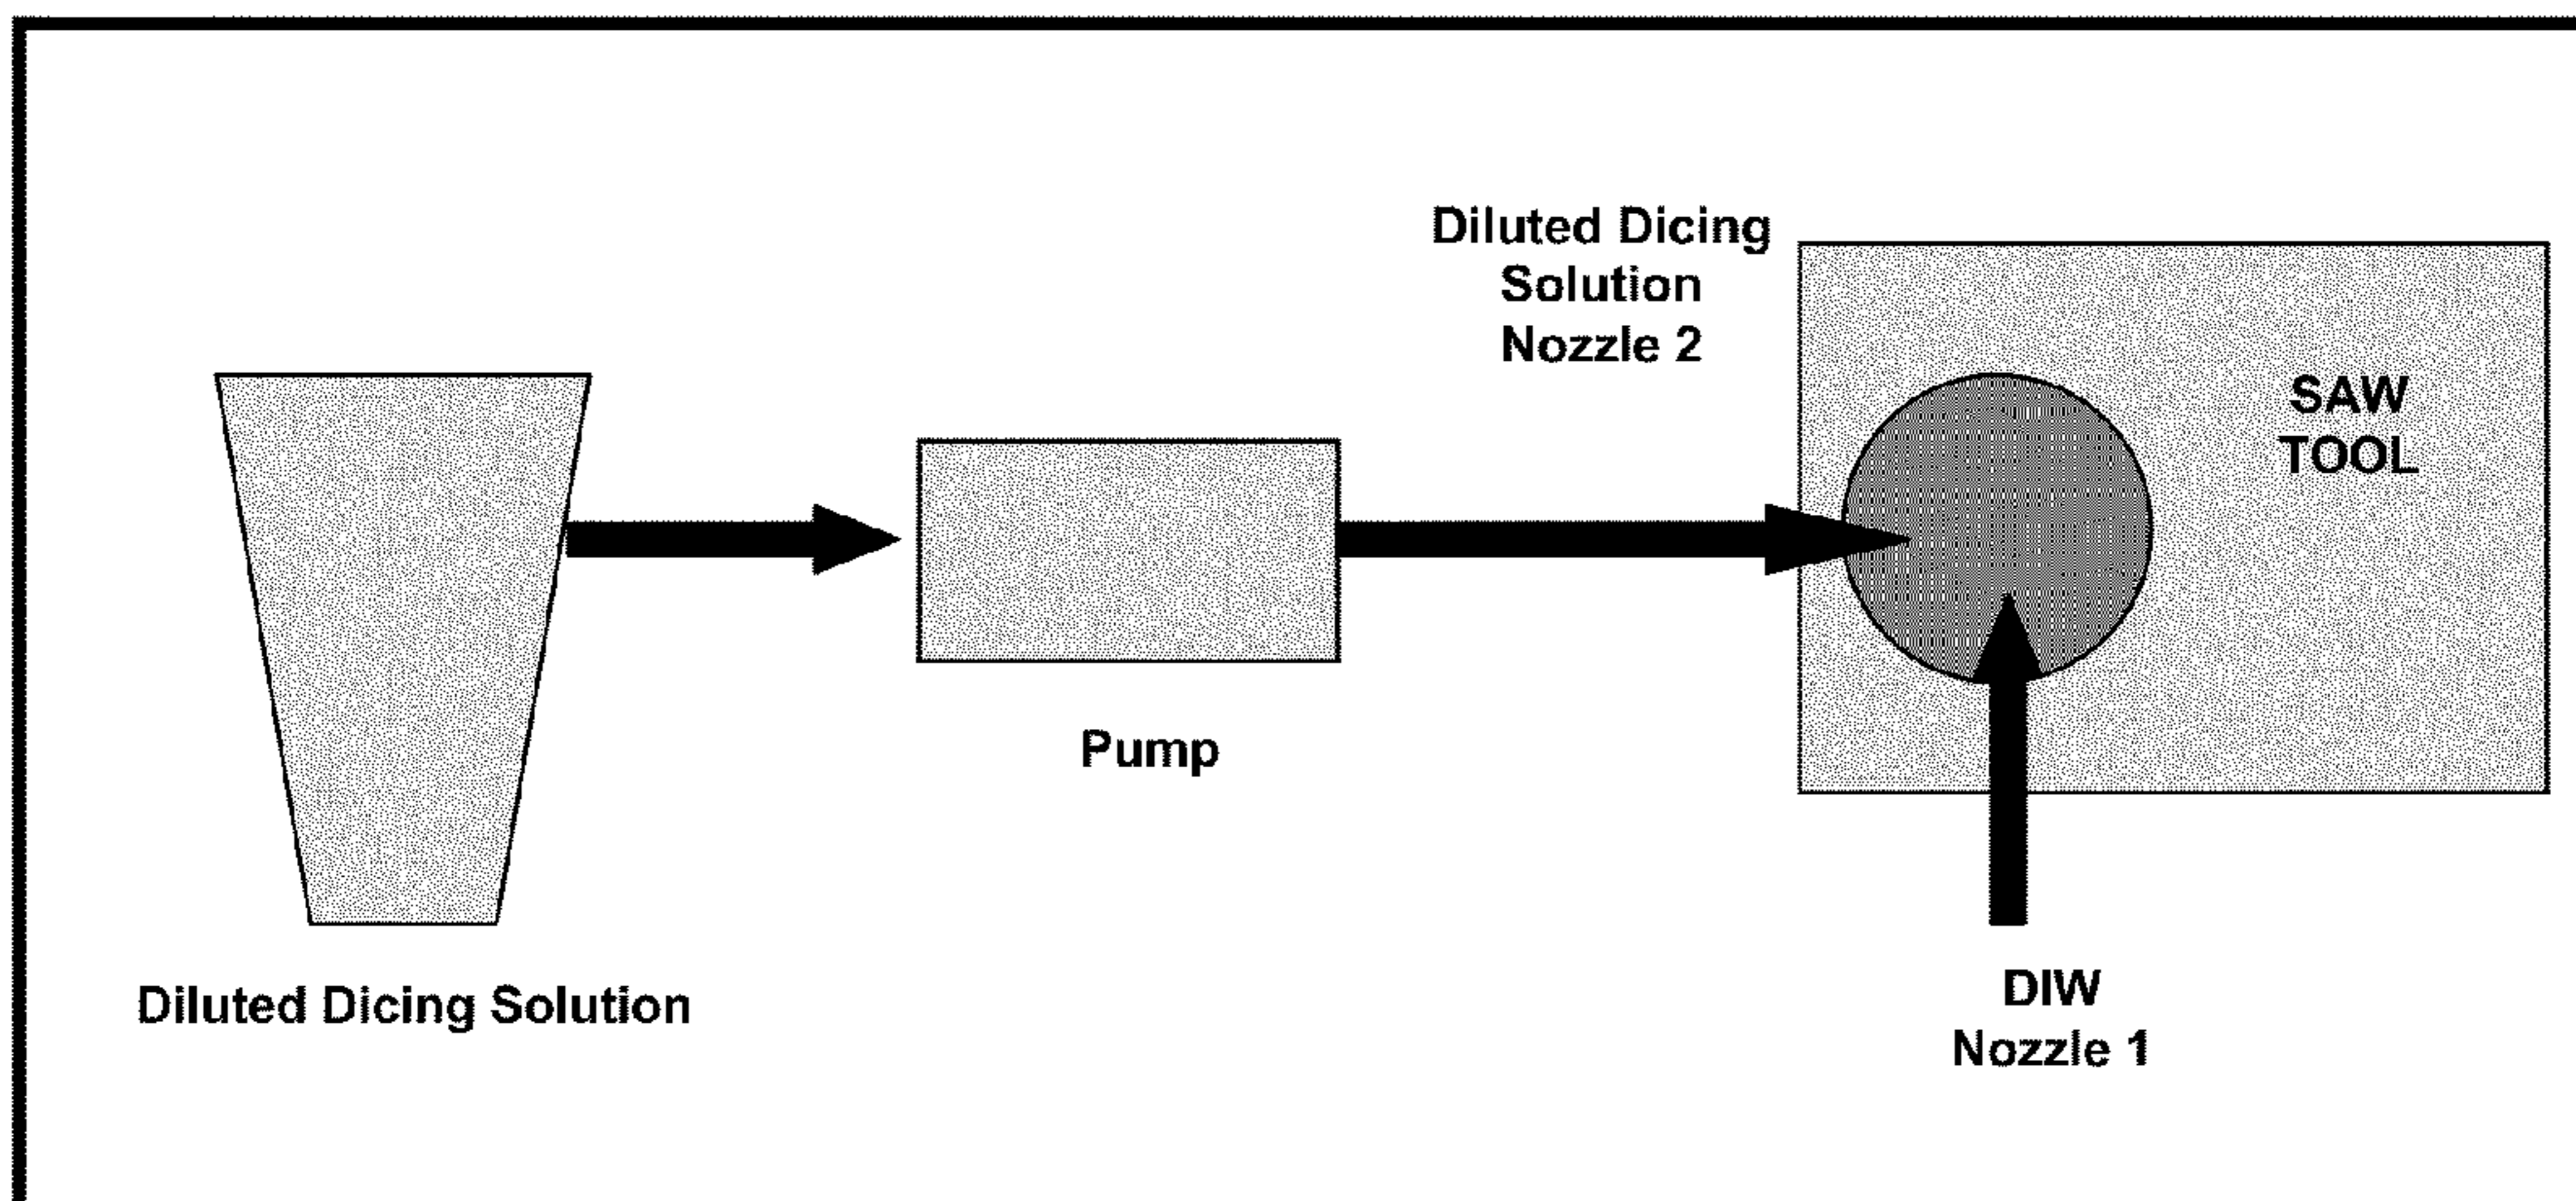 Diluted Dicing
Solution
Nozzle 2
SAW
TOOL
Pump
Diluted Dicing Solution
DIW
Nozzle 1